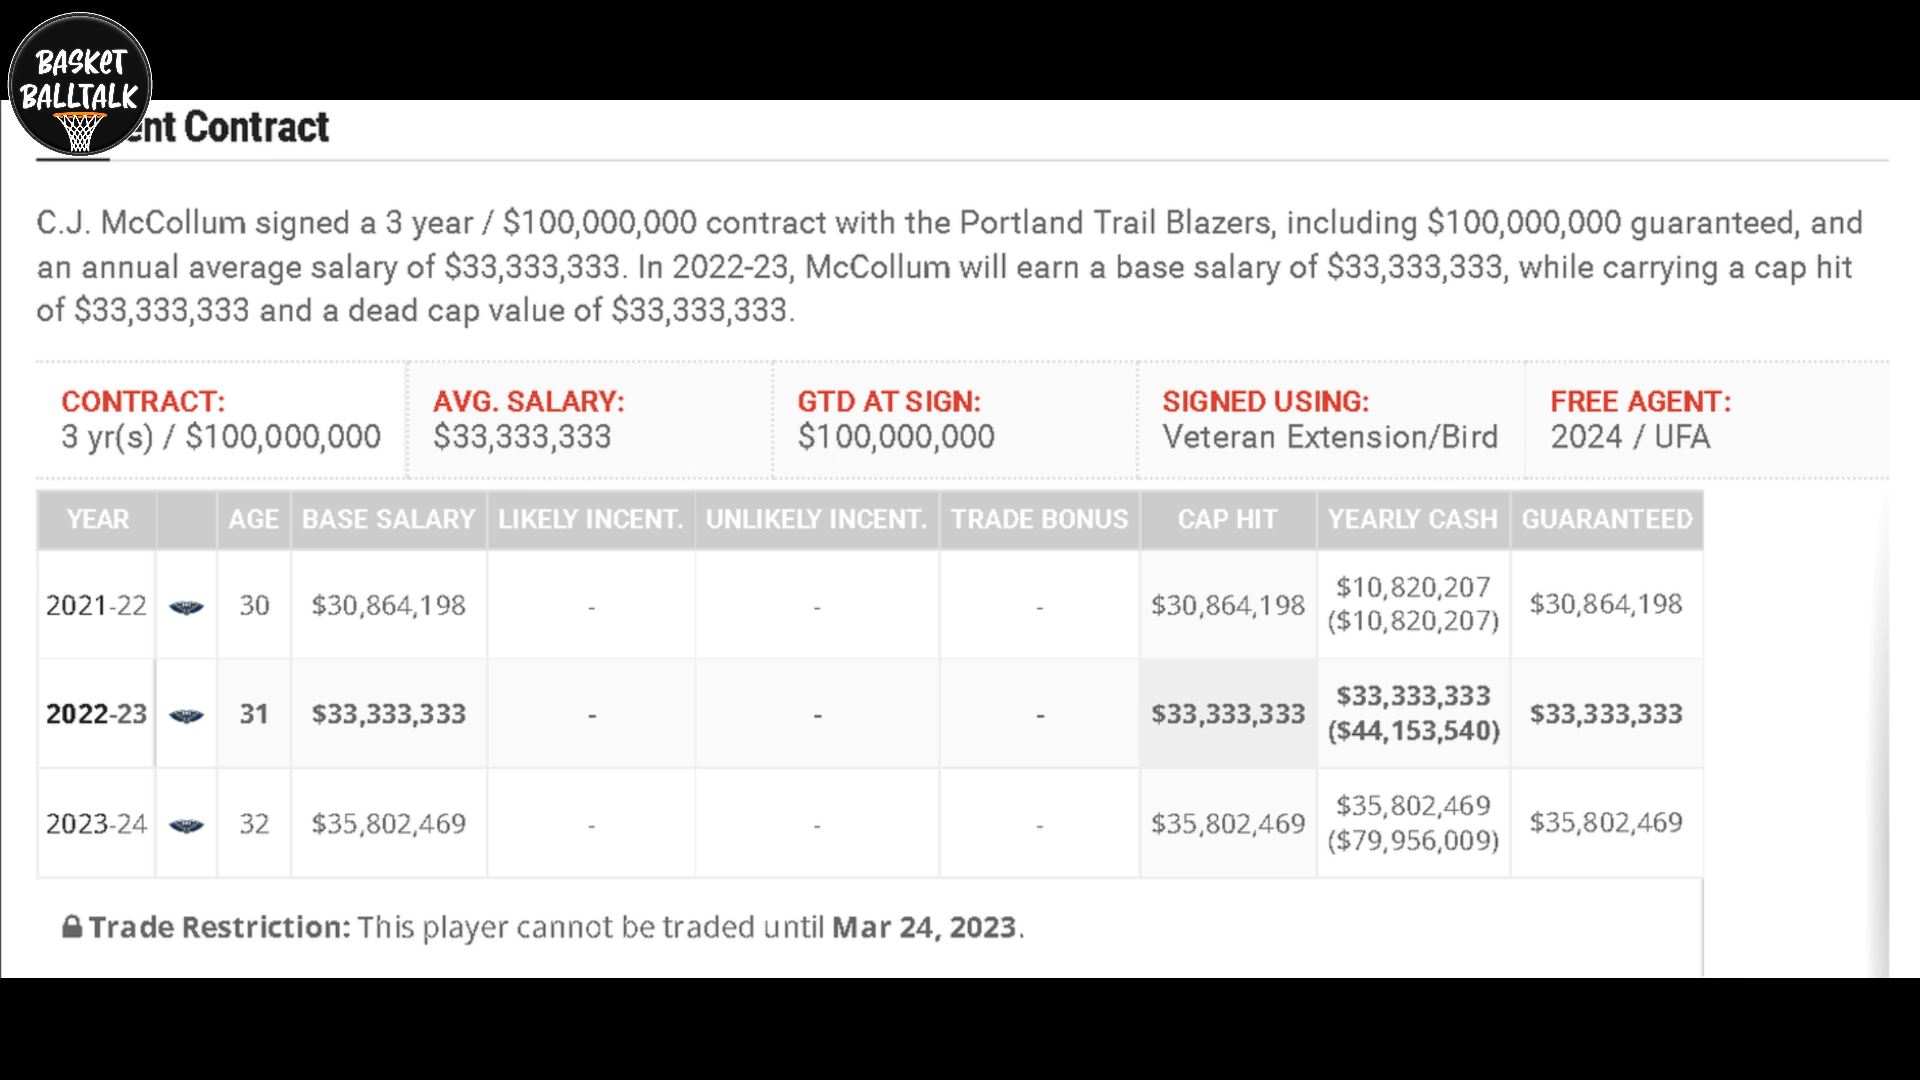 BASKET
BALLTALK
ent Contract
C.J. McCollum signed a 3 year / $100,000,000 contract with the Portland Trail Blazers, including $100,000,000 guaranteed, and
an annual average salary of $33,333,333. In 2022-23, McCollum will earn a base salary of $33,333,333, while carrying a cap hit
of $33,333,333 and a dead cap value of $33,333,333.
CONTRACT: AVG. SALARY: GTD AT SIGN: SIGNED USING: FREE AGENT:
3 yr(s) / $100,000,000 $33,333,333 $100,000,000 Veteran Extension/Bird 2024 / UFA
YEAR AGE BASE SALARY LIKELY INCENT. UNLIKELY INCENT. TRADE BONUS CAP HIT YEARLY CASH GUARANTEED
2021-22 30 $30,864,198 - - - $30,864,198 $10,820,207 $30,864,198
($10,820,207)
2022-23 31 $33,333,333 - - - $33,333,333 $33,333,333 $33,333,333
($44,153,540)
2023-24 32 $35,802,469 - - - $35,802,469 $35,802,469 $35,802,469
($79,956,009)
Trade Restriction: This player cannot be traded until Mar 24, 2023.